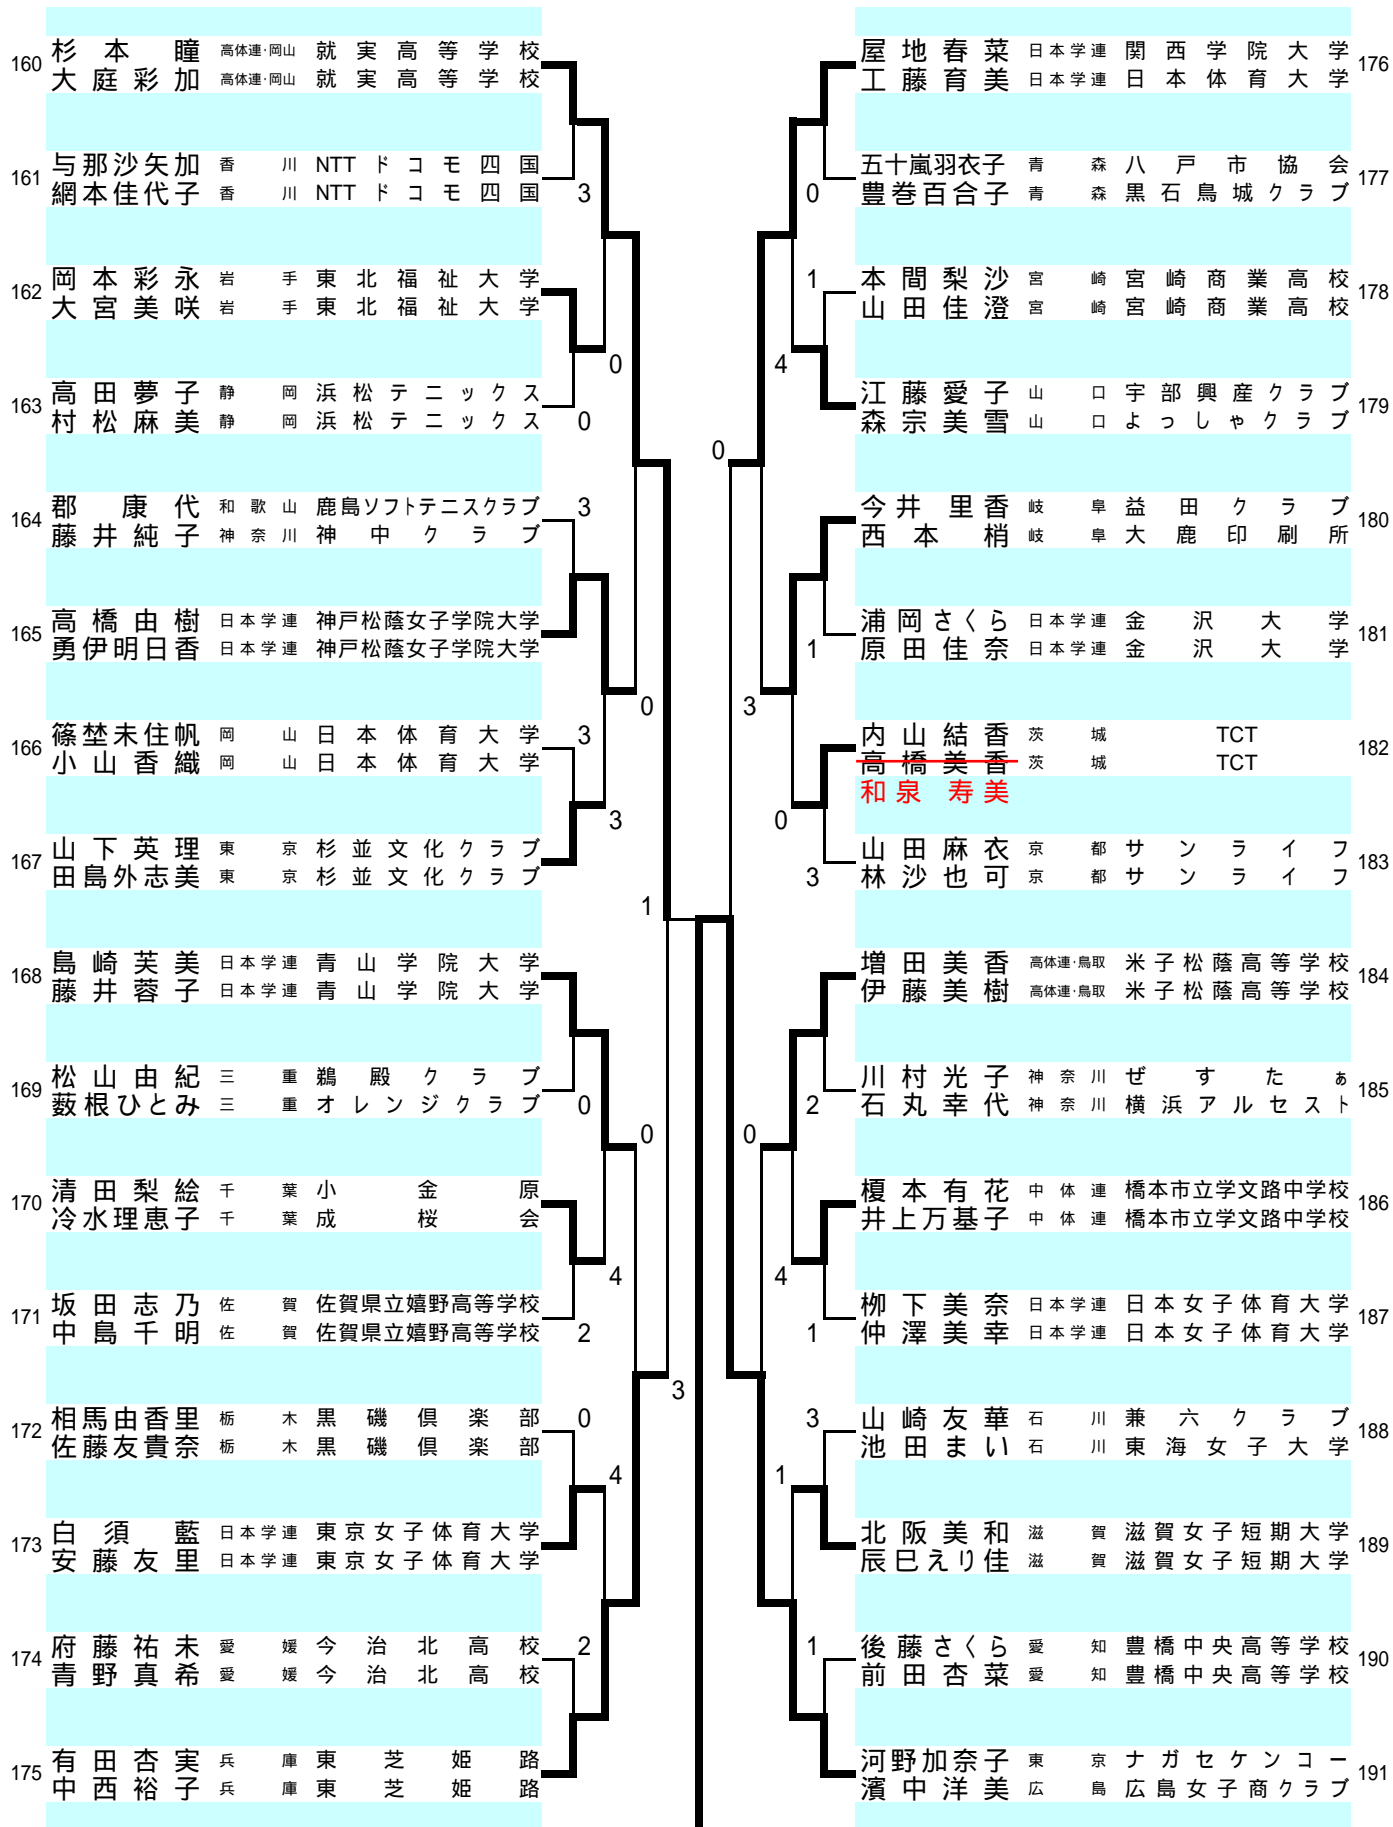 160 杉本瞳 高体連・岡山 就実高等学校
大庭彩加 高体連・岡山 就実高等学校
161 与那沙矢加 香川 NTTドコモ四国
網本佳代子 香川 NTTドコモ四国
3
162 岡本彩永 岩手 東北福祉大学
大宮美咲 岩手 東北福祉大学
0
163 高田夢子 静岡 浜松テニックス
村松麻美 静岡 浜松テニックス
0
164 郡康代 和歌山 鹿島ソフトテニスクラブ
藤井純子 神奈川 神中クラブ
3
165 高橋由樹 日本学連 神戸松蔭女子学院大学
勇伊明日香 日本学連 神戸松蔭女子学院大学
0
166 篠埜未住帆 岡山 日本体育大学
小山香織 岡山 日本体育大学
3
3
167 山下英理 東京 杉並文化クラブ
田島外志美 東京 杉並文化クラブ
1
168 島崎芙美 日本学連 青山学院大学
藤井蓉子 日本学連 青山学院大学
169 松山由紀 三重 鵜殿クラブ
薮根ひとみ 三重 オレンジクラブ
0
0
170 清田梨絵 千葉 小金原
冷水理恵子 千葉 成桜会
4
171 坂田志乃 佐賀 佐賀県立嬉野高等学校
中島千明 佐賀 佐賀県立嬉野高等学校
2
3
172 相馬由香里 栃木 黒磯倶楽部
佐藤友貴奈 栃木 黒磯倶楽部
0
4
173 白須藍 日本学連 東京女子体育大学
安藤友里 日本学連 東京女子体育大学
174 府藤祐未 愛媛 今治北高校
青野真希 愛媛 今治北高校
2
175 有田杏実 兵庫 東芝姫路
中西裕子 兵庫 東芝姫路
屋地春菜 日本学連 関西学院大学 176
工藤育美 日本学連 日本体育大学
五十嵐羽衣子 青森 八戸市協会 177
豊巻百合子 青森 黒石烏城クラブ
0
1
本間梨沙 宮崎 宮崎商業高校 178
山田佳澄 宮崎 宮崎商業高校
4
江藤愛子 山口 宇部興産クラブ 179
森宗美雪 山口 よっしゃクラブ
0
今井里香 岐阜 益田クラブ 180
西本梢 岐阜 大鹿印刷所
浦岡さくら 日本学連 金沢大学 181
原田佳奈 日本学連 金沢大学
1
3
内山結香 茨城 TCT 182
高橋美香 茨城 TCT
和泉寿美
0
山田麻衣 京都 サンライフ 183
林沙也可 京都 サンライフ
3
増田美香 高体連・鳥取 米子松蔭高等学校 184
伊藤美樹 高体連・鳥取 米子松蔭高等学校
川村光子 神奈川 ぜすたぁ 185
石丸幸代 神奈川 横浜アルセスト
2
0
榎本有花 中体連 橋本市立学文路中学校 186
井上万基子 中体連 橋本市立学文路中学校
4
栁下美奈 日本学連 日本女子体育大学 187
仲澤美幸 日本学連 日本女子体育大学
1
3
山崎友華 石川 兼六クラブ 188
池田まい 石川 東海女子大学
1
北阪美和 滋賀 滋賀女子短期大学 189
辰巳えり佳 滋賀 滋賀女子短期大学
1
後藤さくら 愛知 豊橋中央高等学校 190
前田杏菜 愛知 豊橋中央高等学校
河野加奈子 東京 ナガセケンコー 191
濱中洋美 広島 広島女子商クラブ